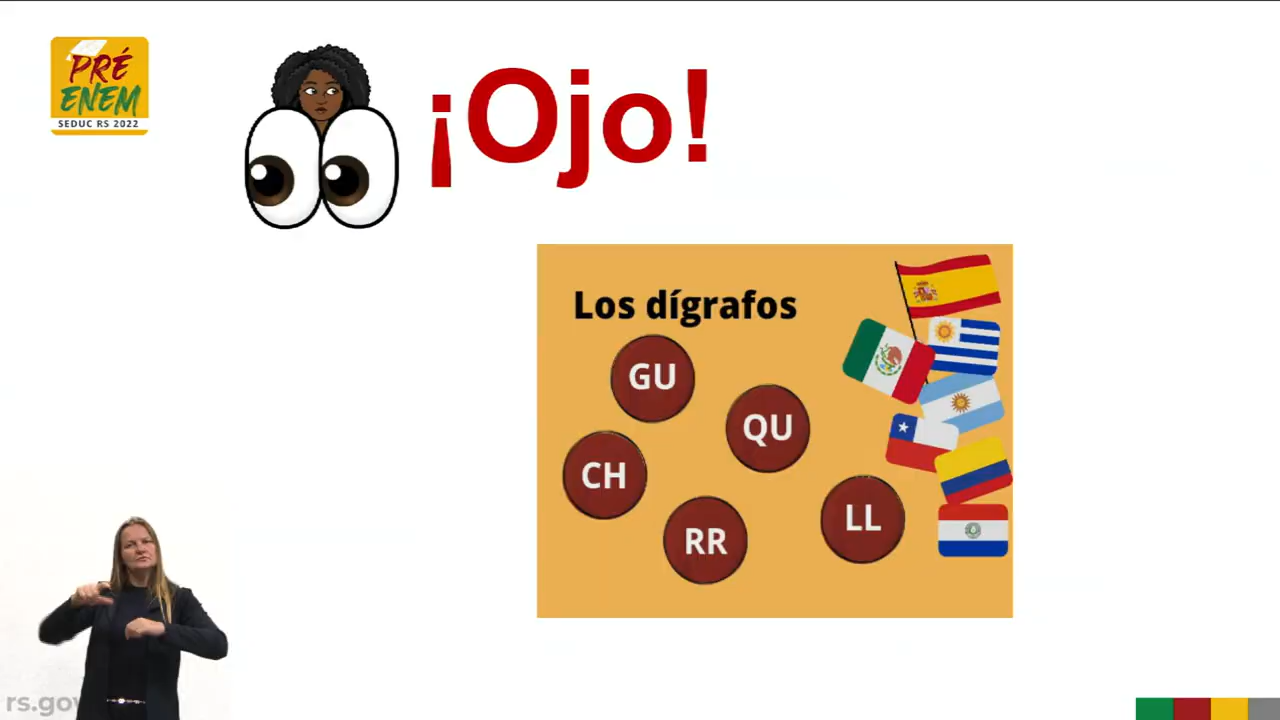 PRÉ
ENEM
SEDUC RS 2022
¡Ojo!
Los dígrafos
GU
QU
CH
RR
LL
rs.gov